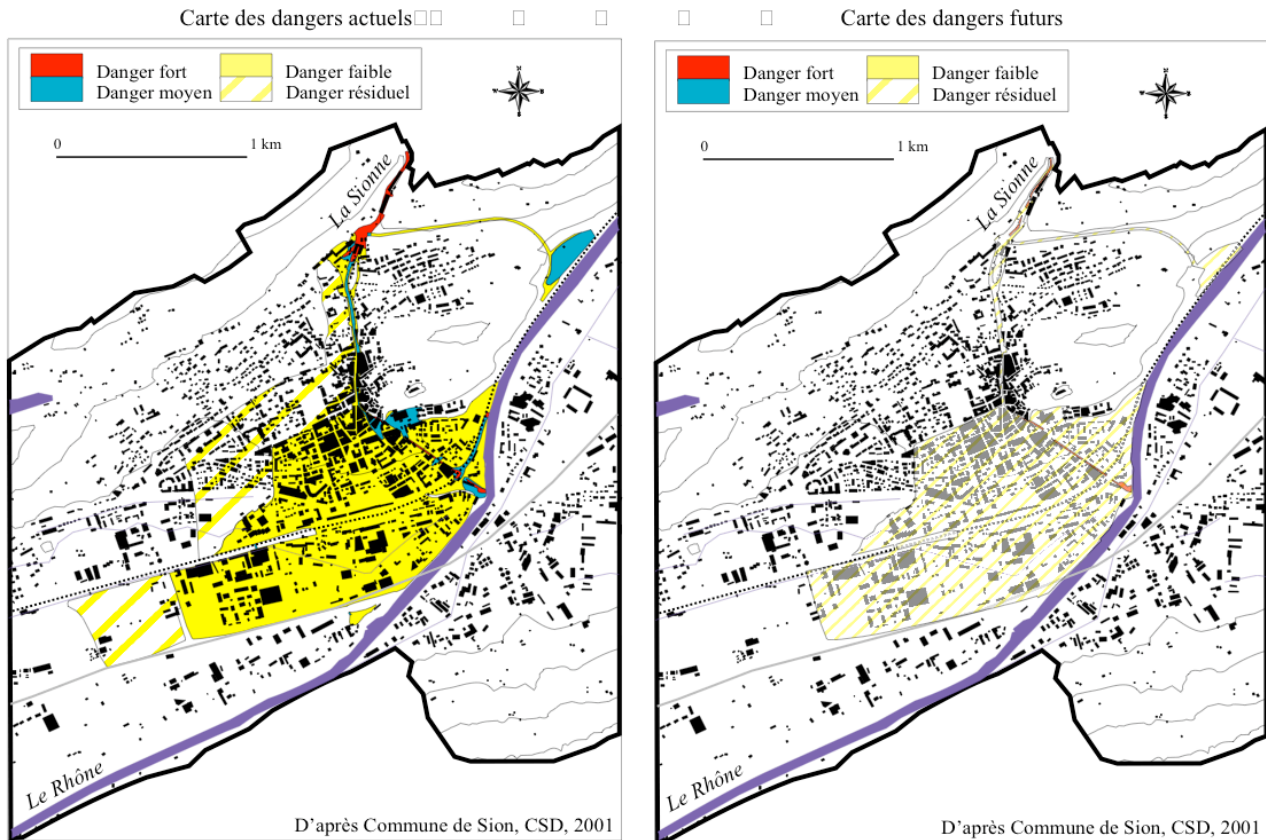 Carte des dangers actuels
Danger fort
Danger moyen
Danger faible
Danger résiduel
0 1 km
La Sionne
Le Rhône
D'après Commune de Sion, CSD, 2001
Carte des dangers futurs
Danger fort
Danger moyen
Danger faible
Danger résiduel
0 1 km
La Sionne
Le Rhône
D'après Commune de Sion, CSD, 2001